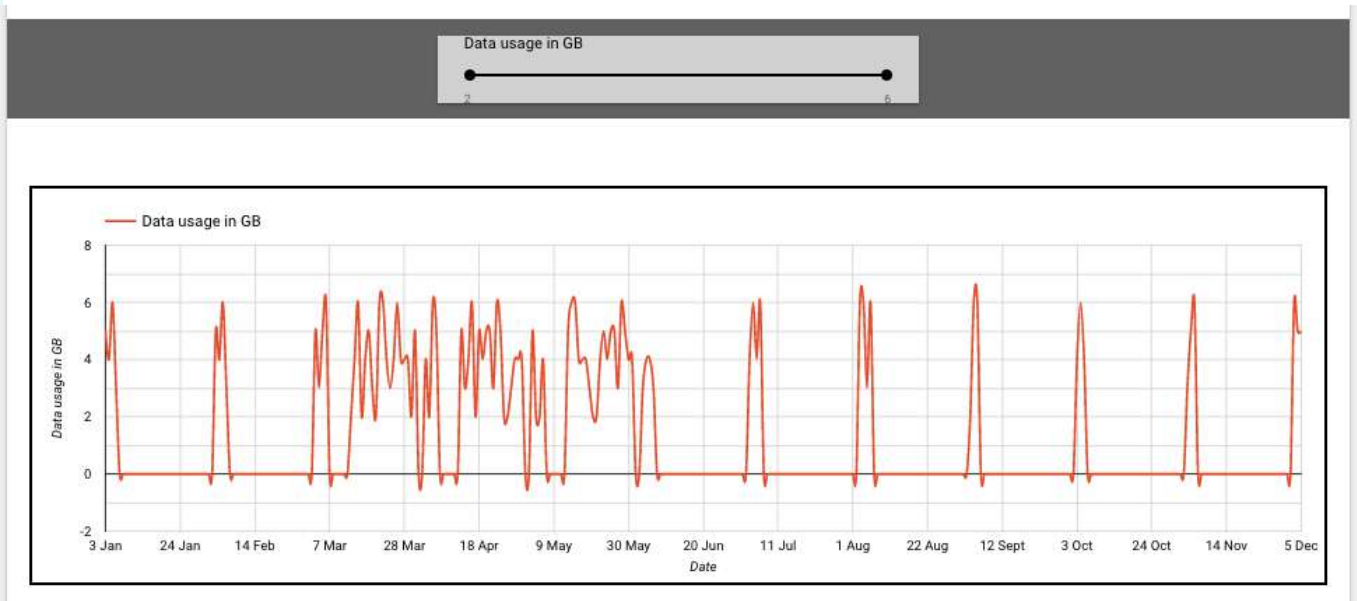 Data usage in GB
2 6
Data usage in GB
8
6
4
2
0
-2
Data usage in GB
3 Jan 24 Jan 14 Feb 7 Mar 28 Mar 18 Apr 9 May 30 May 20 Jun 11 Jul 1 Aug 22 Aug 12 Sept 3 Oct 24 Oct 14 Nov 5 Dec
Date